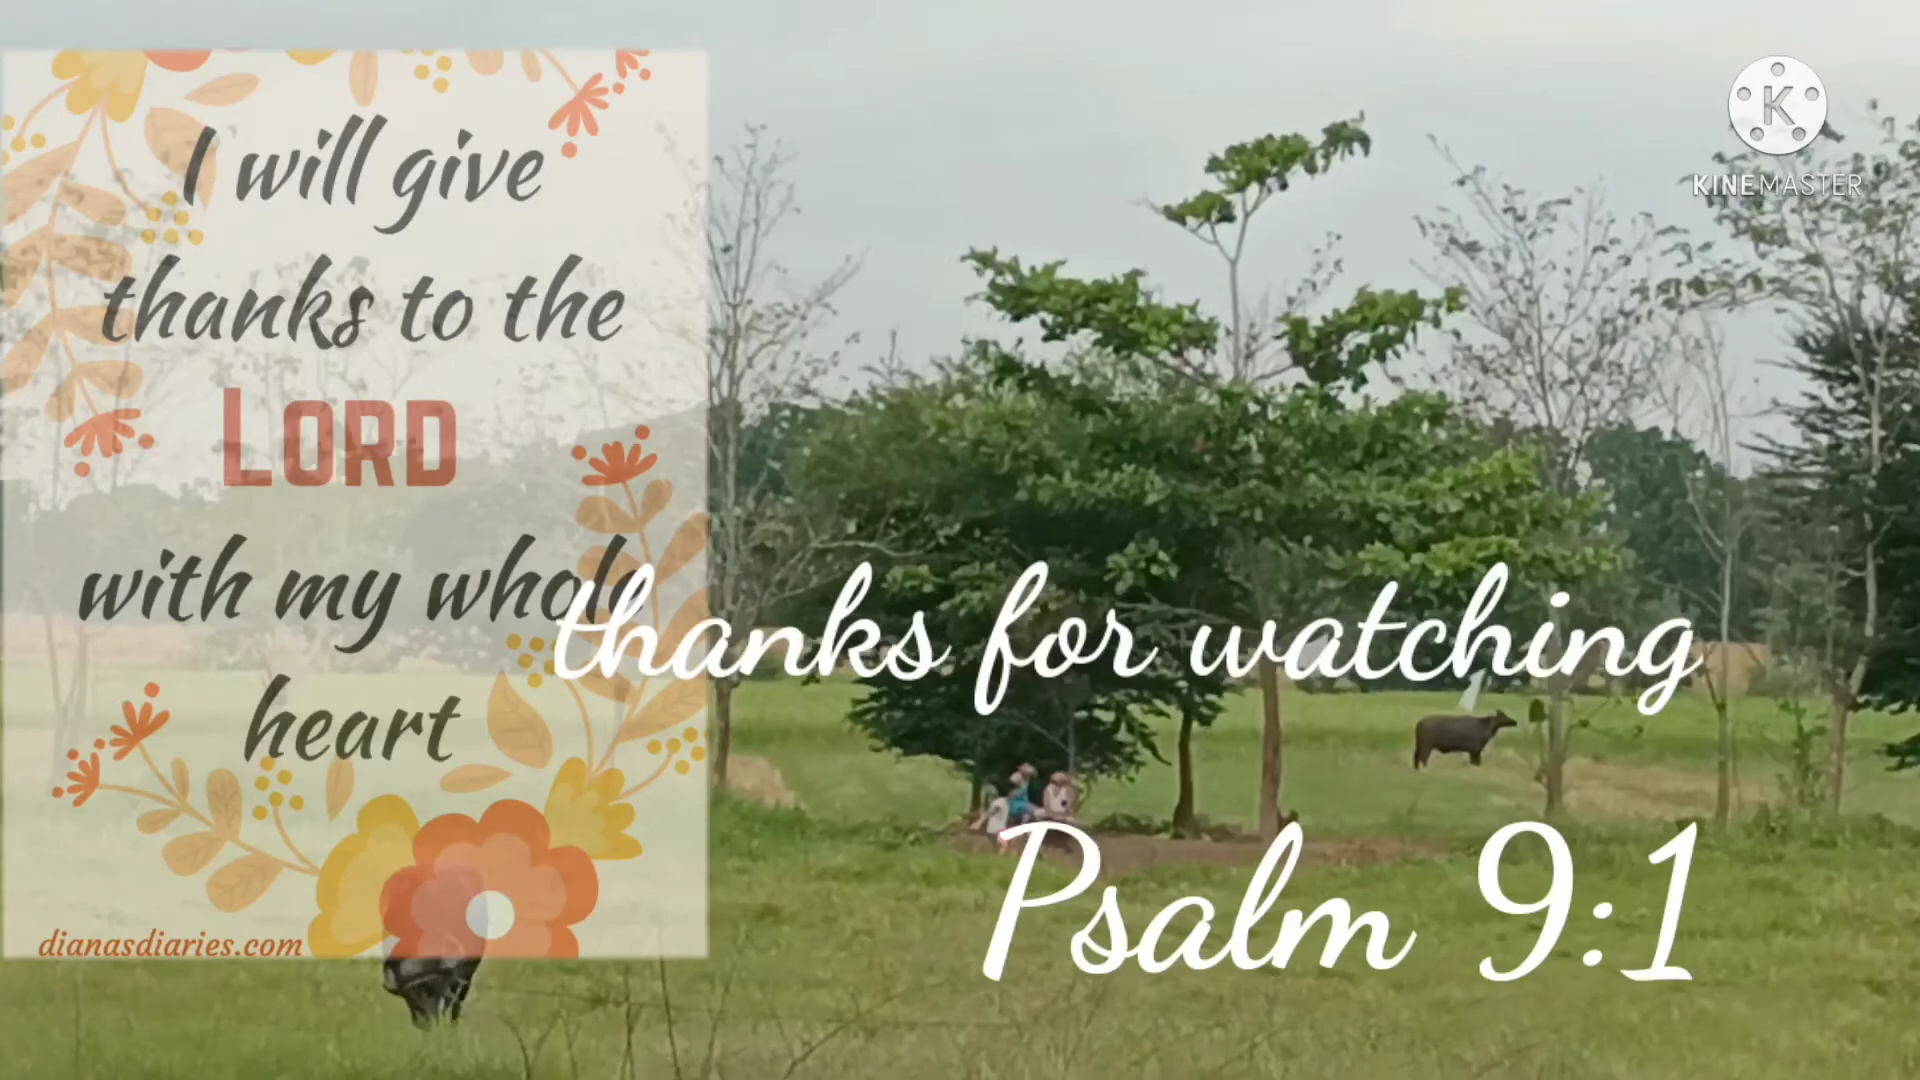 I will give
thanks to the
LORD
with my whole
heart
dianasdiaries.com
KINEMASTER
thanks for watching
Psalm 9:1